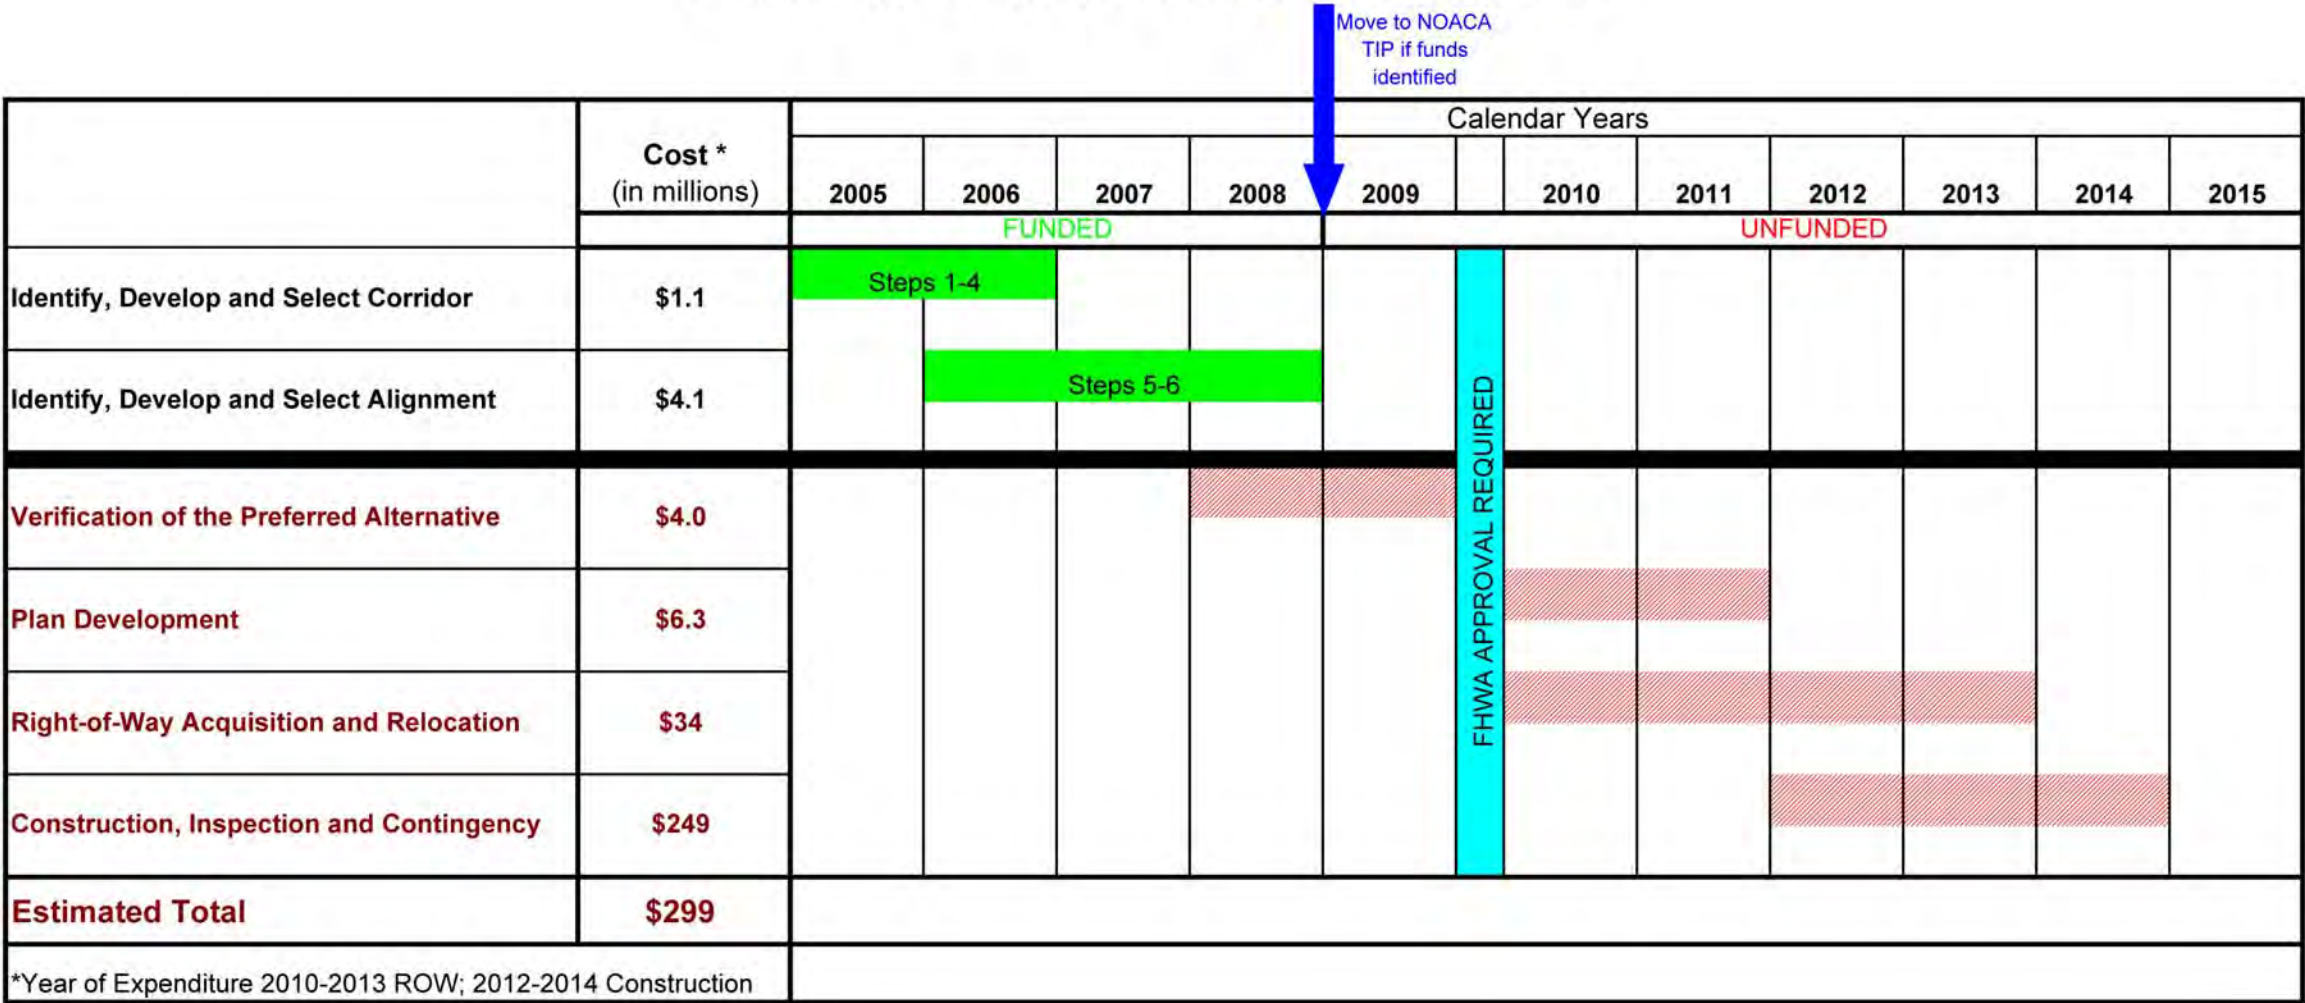 Move to NOACA
TIP if funds
identified
Calendar Years
Cost *
(in millions)
2005 2006 2007 2008 2009 2010 2011 2012 2013 2014 2015
FUNDED UNFUNDED
Identify, Develop and Select Corridor $1.1 Steps 1-4
Identify, Develop and Select Alignment $4.1 Steps 5-6
FHWA APPROVAL REQUIRED
Verification of the Preferred Alternative $4.0
Plan Development $6.3
Right-of-Way Acquisition and Relocation $34
Construction, Inspection and Contingency $249
Estimated Total $299
*Year of Expenditure 2010-2013 ROW; 2012-2014 Construction